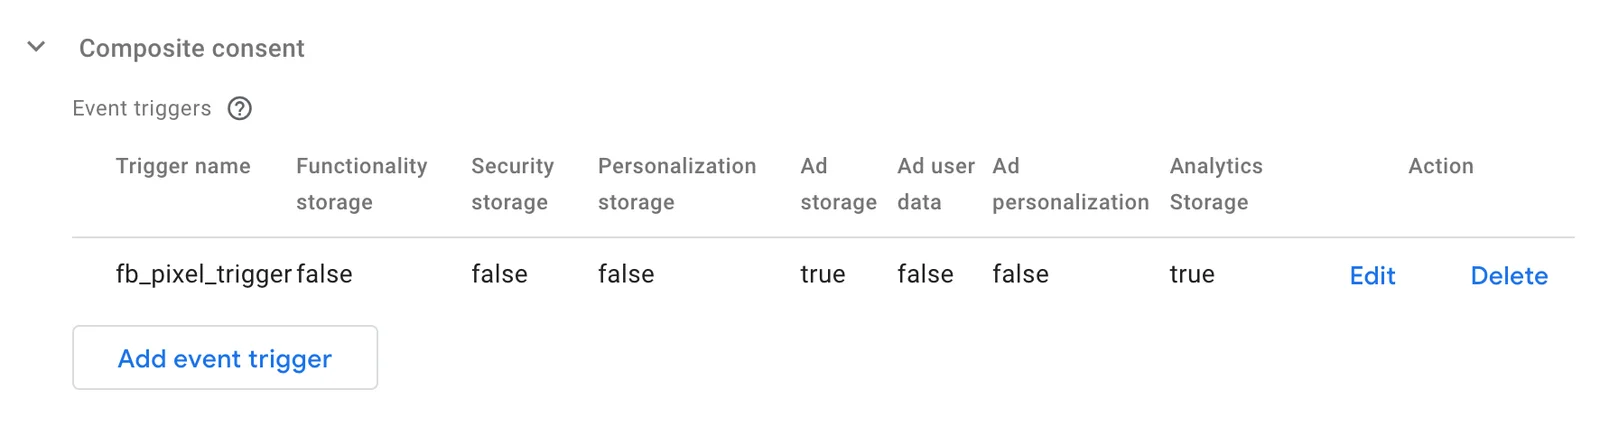 Composite consent
Event triggers
Trigger name Functionality storage Security storage Personalization storage Ad storage Ad user data Ad personalization Analytics Storage Action
fb_pixel_trigger false false false true false false true Edit Delete
Add event trigger